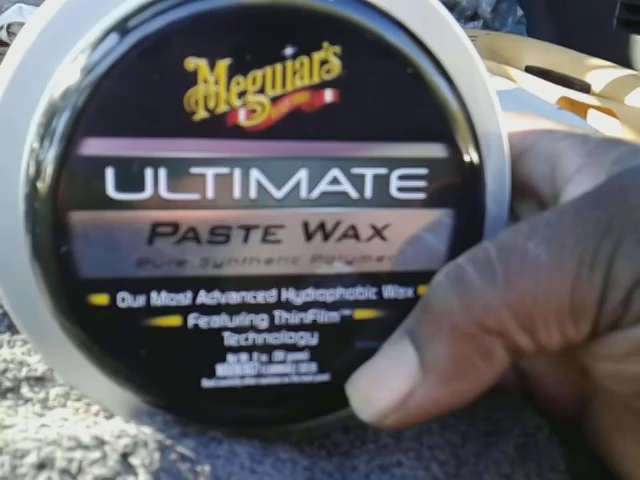 Meguiar's
ULTIMATE
PASTE WAX
Pure Synthetic Polymer
Our Most Advanced Hydrophobic Wax
Featuring ThinFilm™
Technology